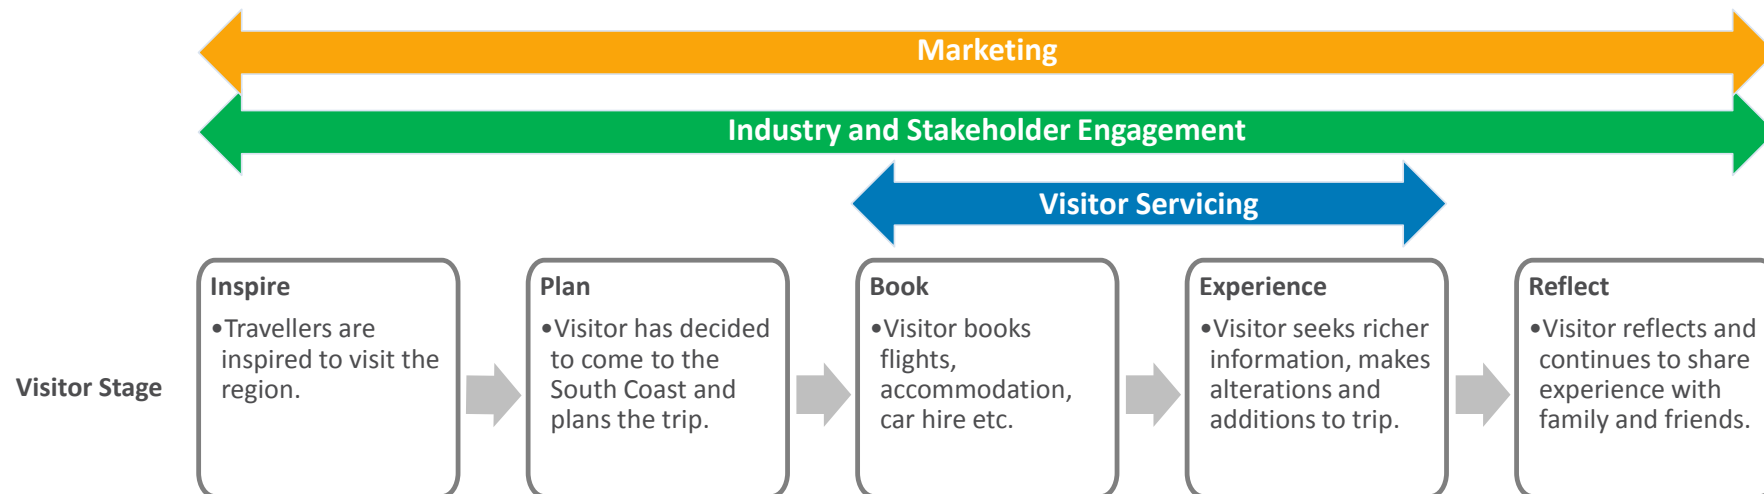 Marketing
Industry and Stakeholder Engagement
Visitor Servicing
Visitor Stage
Inspire
•Travellers are
inspired to visit the
region.
Plan
•Visitor has decided
to come to the
South Coast and
plans the trip.
Book
•Visitor books
flights,
accommodation,
car hire etc.
Experience
•Visitor seeks richer
information, makes
alterations and
additions to trip.
Reflect
•Visitor reflects and
continues to share
experience with
family and friends.